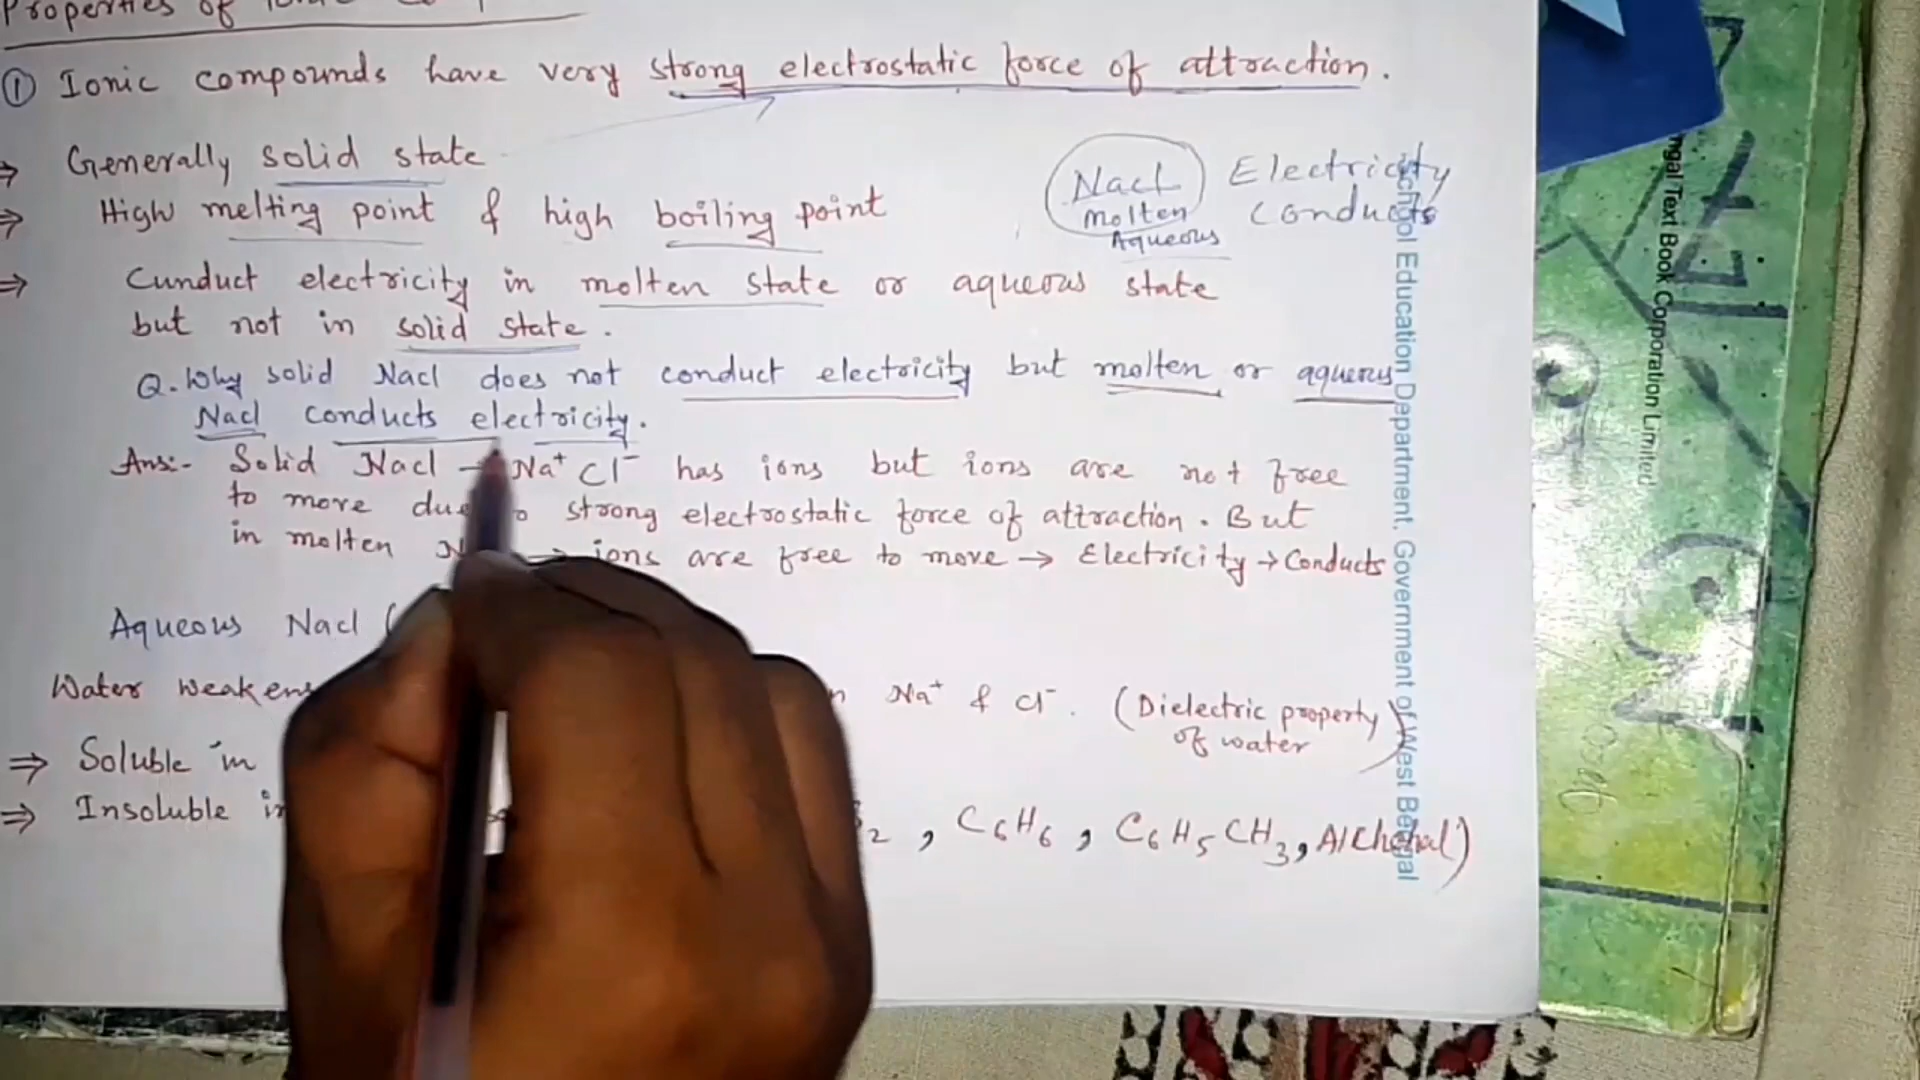 Properties of Ionic
① Ionic compounds have very strong electrostatic force of attraction.
⇒ Generally solid state
⇒ High melting point & high boiling point
Nacl Electricity
molten conducts
Aqueous
⇒ Cunduct electricity in molten state or aqueous state
but not in solid state.
Q. Why solid Nacl does not conduct electricity but molten or aqueous
Nacl conducts electricity.
Ans:- Solid Nacl → Na⁺ Cl⁻ has ions but ions are not free
to more due strong electrostatic force of attraction. But
in molten → ions are free to move → Electricity → Conducts
Aqueous Nacl (
Water weakens Na⁺ & Cl⁻. (Dielectric property
of water)
⇒ Soluble in
⇒ Insoluble in 2, C₆H₆, C₆H₅CH₃, Alchohal)
School Education Department. Government of West Bengal
ngal Text Book Corporation Limited